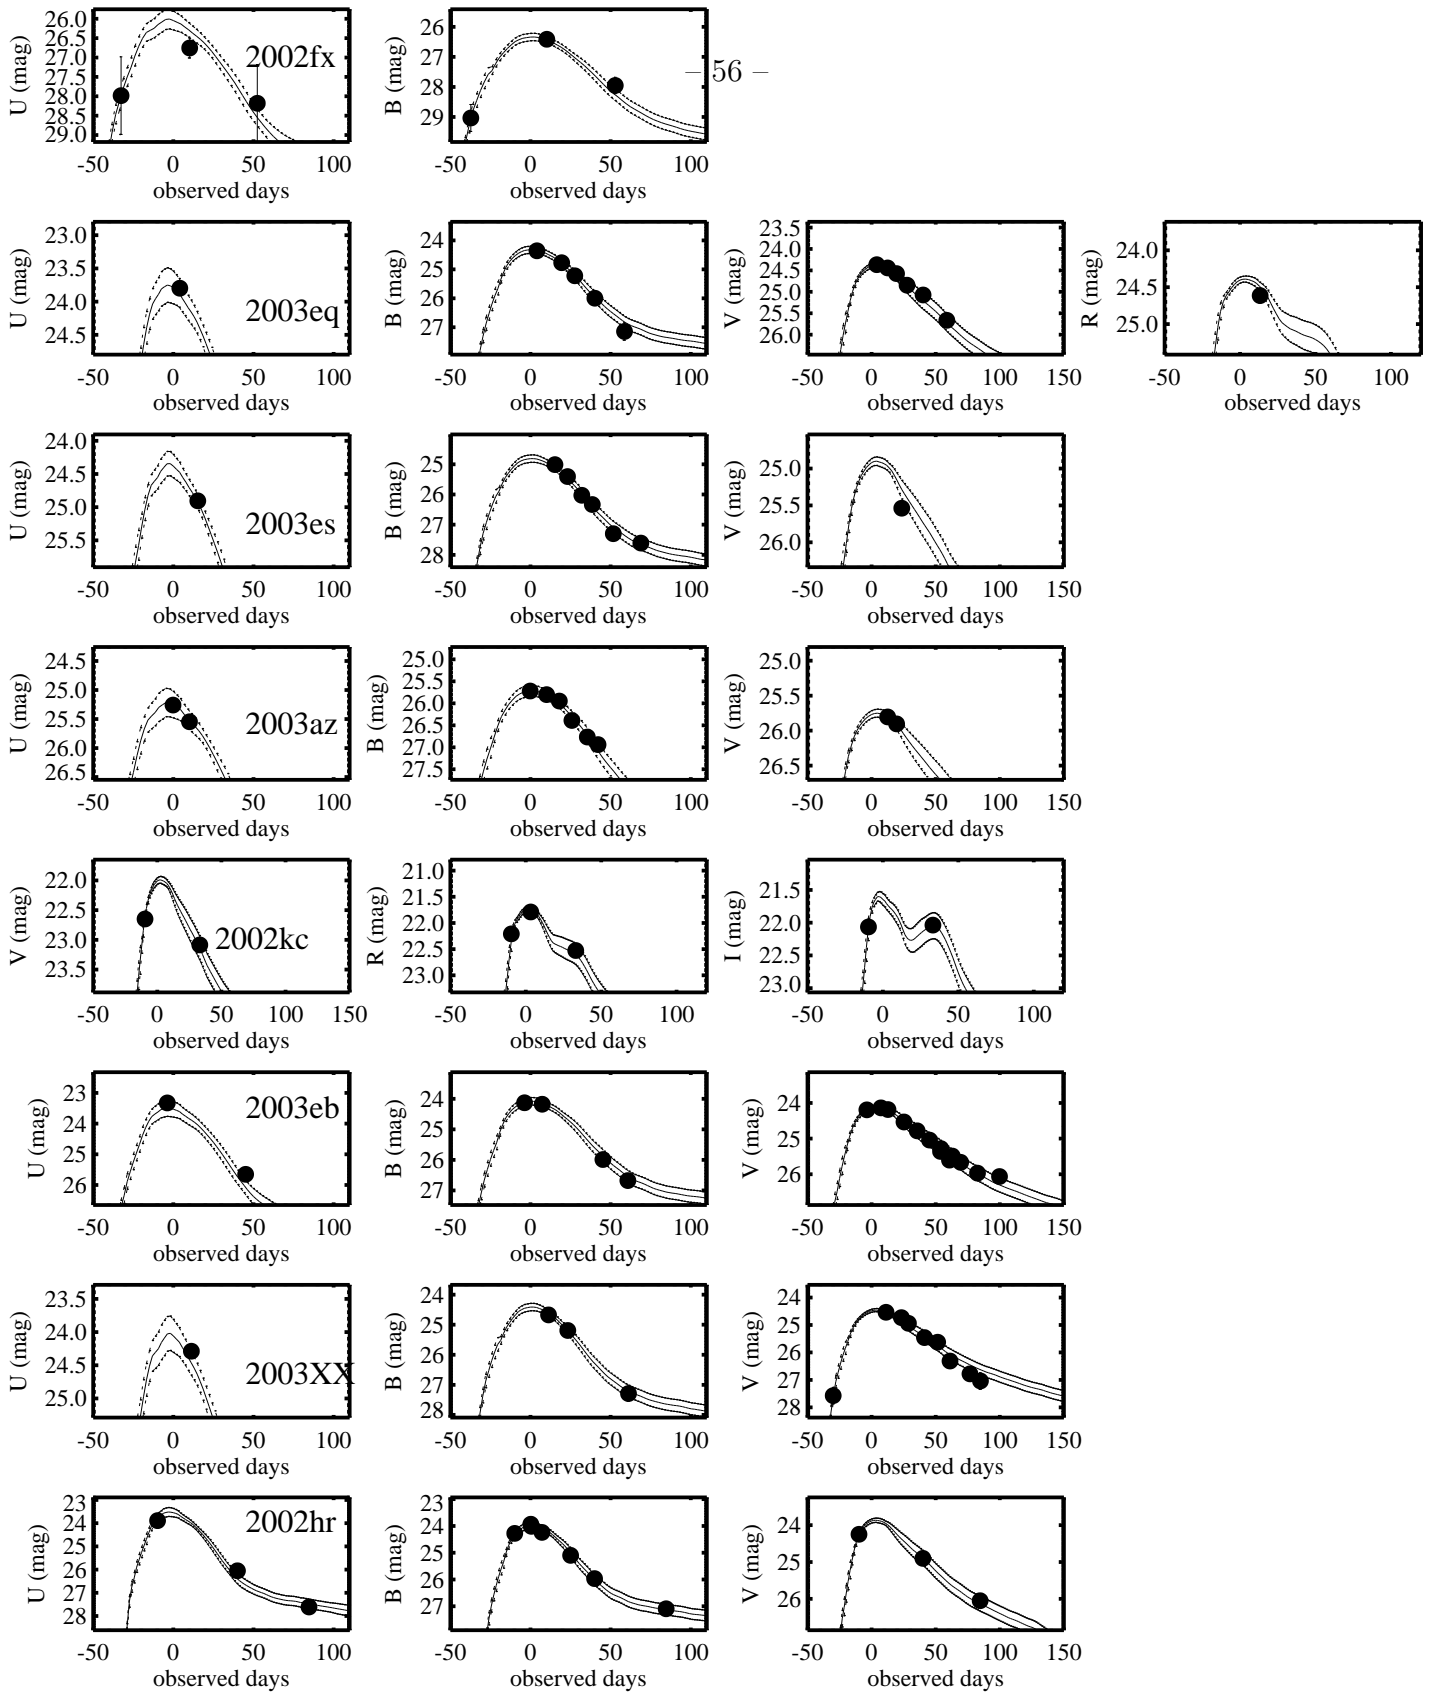 – 56 –
U (mag)
26.0
26.5
27.0
27.5
28.0
28.5
29.0
2002fx
-50 0 50 100
observed days
B (mag)
26
27
28
29
-50 0 50 100
observed days
U (mag)
23.0
23.5
24.0
24.5
2003eq
-50 0 50 100
observed days
B (mag)
24
25
26
27
-50 0 50 100
observed days
V (mag)
23.5
24.0
24.5
25.0
25.5
26.0
-50 0 50 100 150
observed days
R (mag)
24.0
24.5
25.0
-50 0 50 100
observed days
U (mag)
24.0
24.5
25.0
25.5
2003es
-50 0 50 100
observed days
B (mag)
25
26
27
28
-50 0 50 100
observed days
V (mag)
25.0
25.5
26.0
-50 0 50 100 150
observed days
U (mag)
24.5
25.0
25.5
26.0
26.5
2003az
-50 0 50 100
observed days
B (mag)
25.0
25.5
26.0
26.5
27.0
27.5
-50 0 50 100
observed days
V (mag)
25.0
25.5
26.0
26.5
-50 0 50 100 150
observed days
V (mag)
22.0
22.5
23.0
23.5
2002kc
-50 0 50 100 150
observed days
R (mag)
21.0
21.5
22.0
22.5
23.0
-50 0 50 100
observed days
I (mag)
21.5
22.0
22.5
23.0
-50 0 50 100
observed days
U (mag)
23
24
25
26
2003eb
-50 0 50 100
observed days
B (mag)
24
25
26
27
-50 0 50 100
observed days
V (mag)
24
25
26
-50 0 50 100 150
observed days
U (mag)
23.5
24.0
24.5
25.0
2003XX
-50 0 50 100
observed days
B (mag)
24
25
26
27
28
-50 0 50 100
observed days
V (mag)
24
25
26
27
28
-50 0 50 100 150
observed days
U (mag)
23
24
25
26
27
28
2002hr
-50 0 50 100
observed days
B (mag)
23
24
25
26
27
-50 0 50 100
observed days
V (mag)
24
25
26
-50 0 50 100 150
observed days